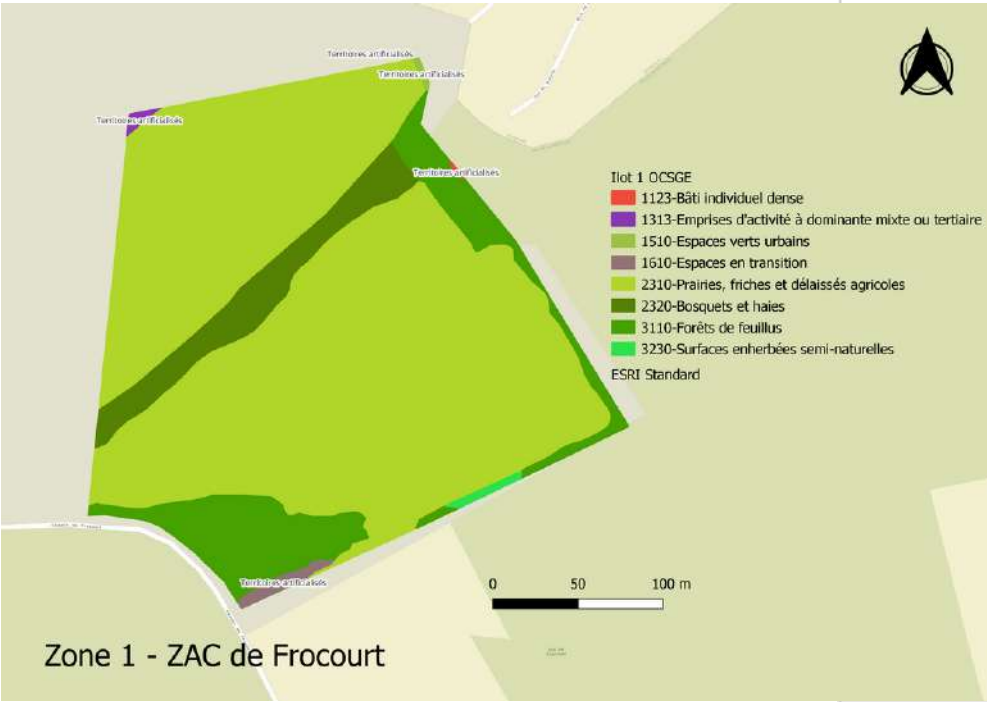 Territoires artificialisés
Territoires artificialisés
Territoires artificialisés
Territoires artificialisés
Ilot 1 OCSGE
1123-Bâti individuel dense
1313-Emprises d'activité à dominante mixte ou tertiaire
1510-Espaces verts urbains
1610-Espaces en transition
2310-Prairies, friches et délaissés agricoles
2320-Bosquets et haies
3110-Forêts de feuillus
3230-Surfaces enherbées semi-naturelles
ESRI Standard
Territoires artificialisés
0 50 100 m
Zone 1 - ZAC de Frocourt